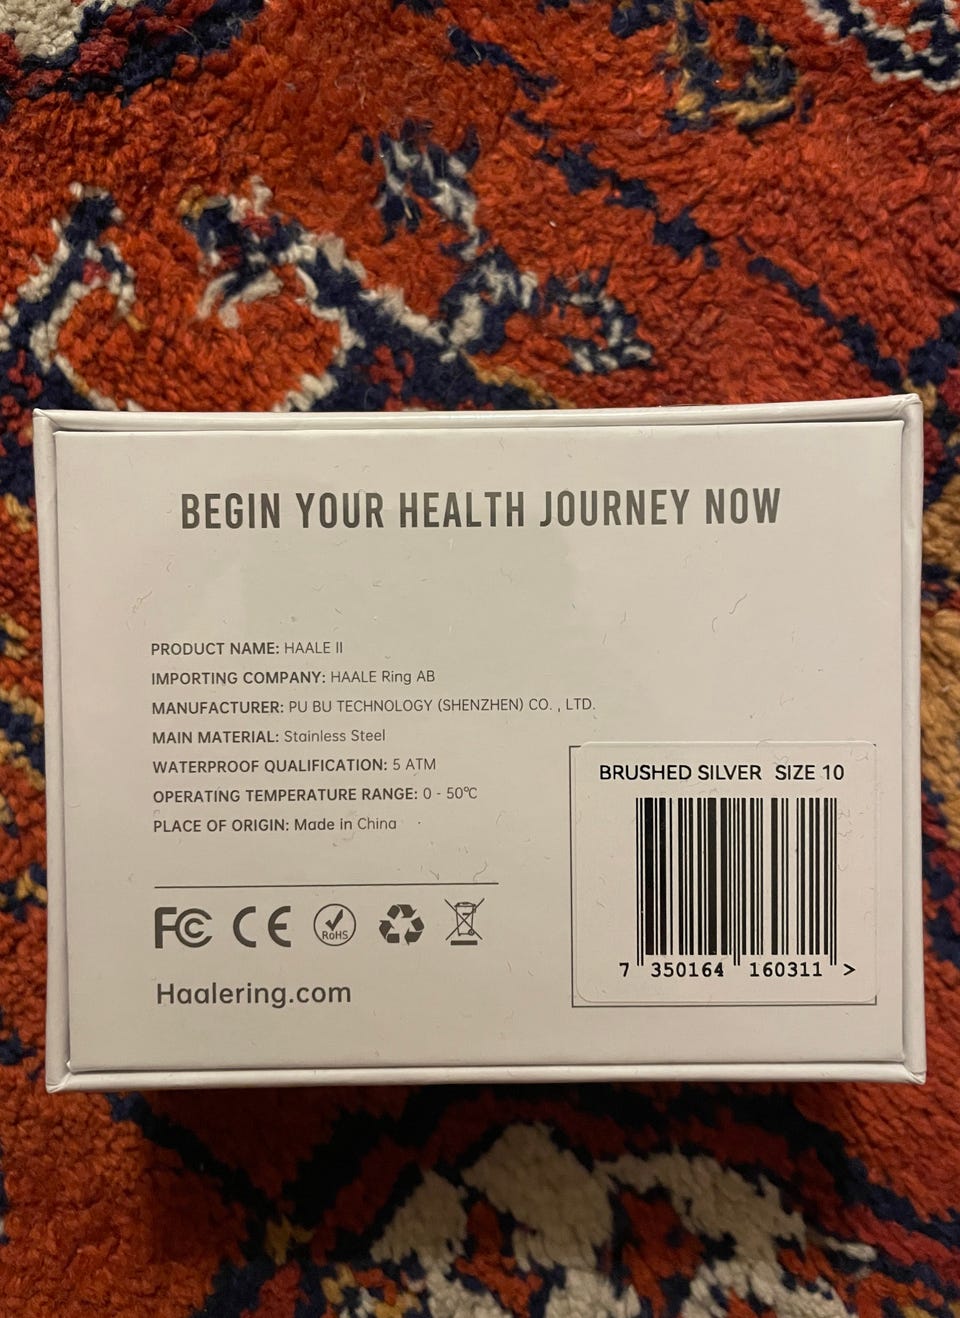 BEGIN YOUR HEALTH JOURNEY NOW
PRODUCT NAME: HAALE II
IMPORTING COMPANY: HAALE Ring AB
MANUFACTURER: PU BU TECHNOLOGY (SHENZHEN) CO. , LTD.
MAIN MATERIAL: Stainless Steel
WATERPROOF QUALIFICATION: 5 ATM
OPERATING TEMPERATURE RANGE: 0 - 50℃
PLACE OF ORIGIN: Made in China
BRUSHED SILVER SIZE 10
7 350164 160311 >
FC CE RoHS
Haalering.com